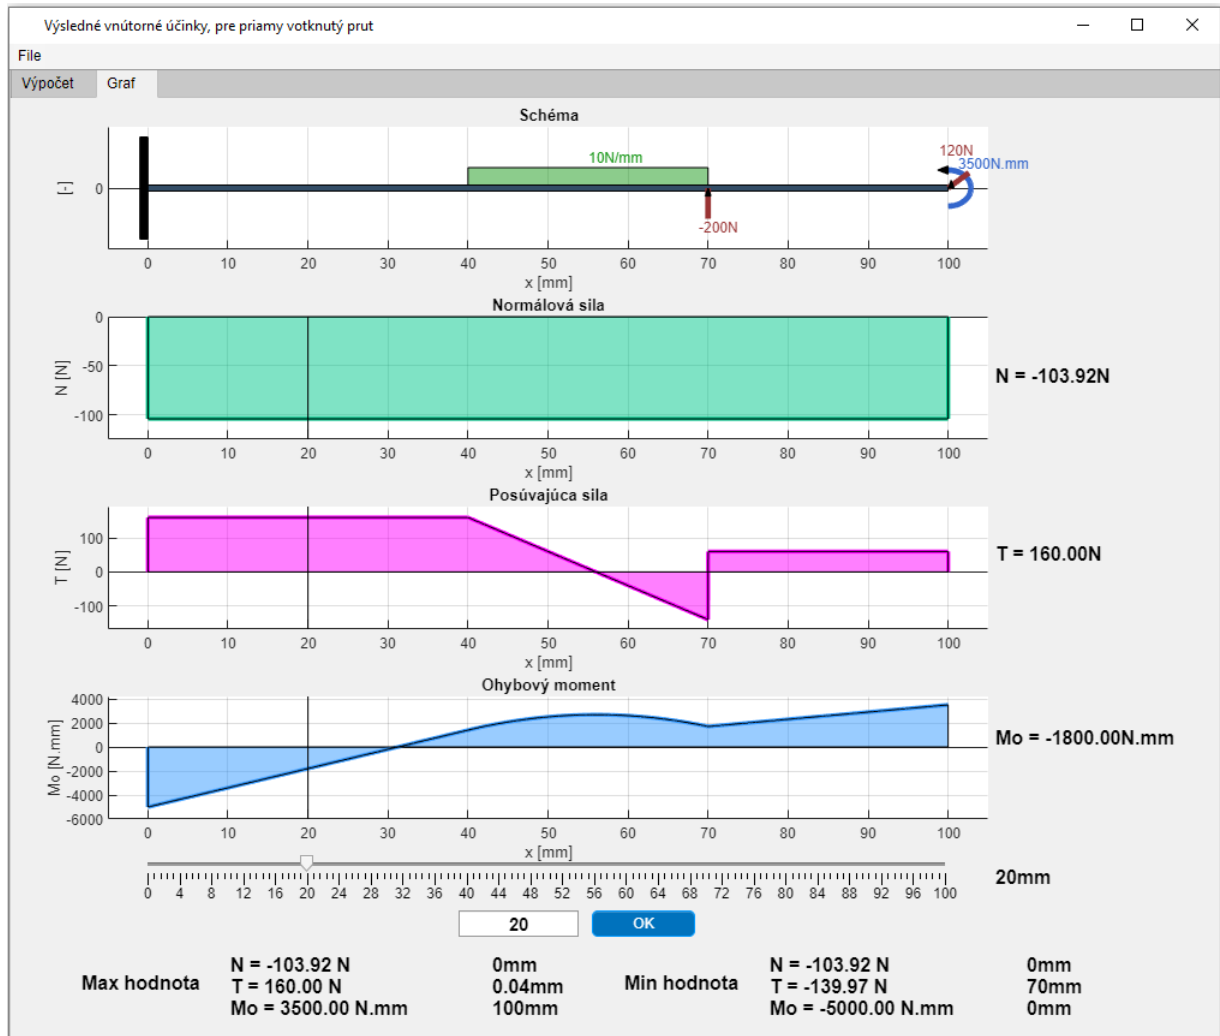 Výsledné vnútorné účinky, pre priamy votknutý prut
File
Výpočet Graf
Schéma
10N/mm
120N
3500N.mm
[-]
0
-200N
0 10 20 30 40 50 60 70 80 90 100
x [mm]
Normálová sila
N [N]
0
-50
-100
N = -103.92N
0 10 20 30 40 50 60 70 80 90 100
x [mm]
Posúvajúca sila
T [N]
100
0
-100
T = 160.00N
0 10 20 30 40 50 60 70 80 90 100
x [mm]
Ohybový moment
Mo [N.mm]
4000
2000
0
-2000
-4000
-6000
Mo = -1800.00N.mm
0 10 20 30 40 50 60 70 80 90 100
x [mm]
0 4 8 12 16 20 24 28 32 36 40 44 48 52 56 60 64 68 72 76 80 84 88 92 96 100
20mm
20 OK
Max hodnota
N = -103.92 N 0mm
T = 160.00 N 0.04mm
Mo = 3500.00 N.mm 100mm
Min hodnota
N = -103.92 N 0mm
T = -139.97 N 70mm
Mo = -5000.00 N.mm 0mm